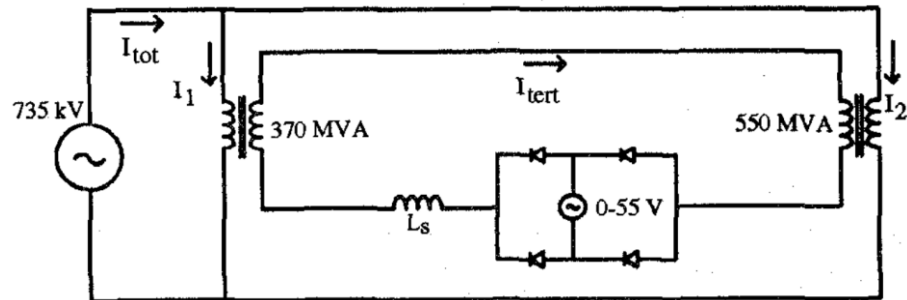 I_tot
I_1
I_tert
I_2
735 kV
370 MVA
550 MVA
0-55 V
L_s